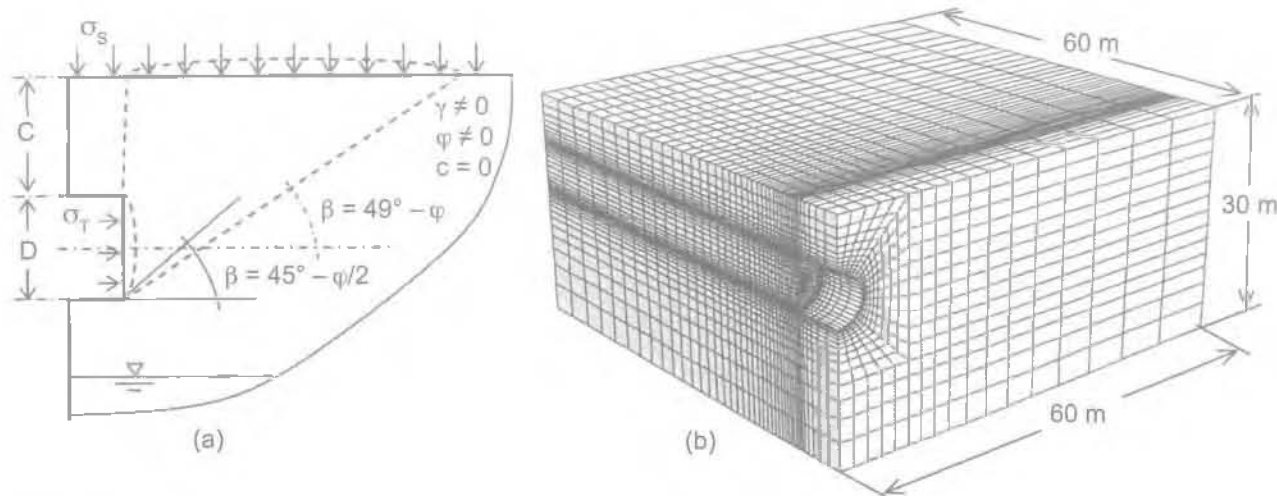 σS
C
D
σT
γ ≠ 0
φ ≠ 0
c = 0
β = 49° – φ
β = 45° – φ/2
(a)
60 m
30 m
60 m
(b)